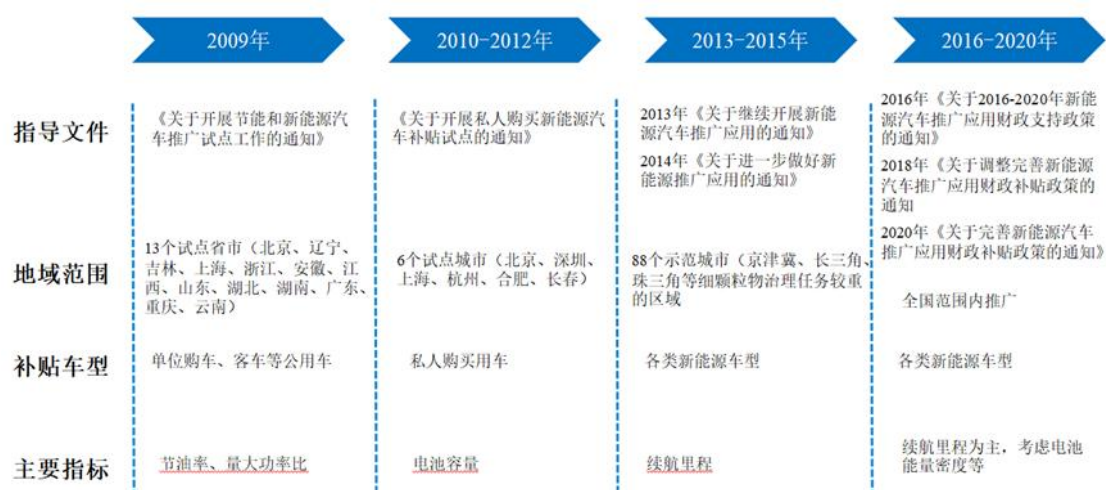 2009年
2010-2012年
2013-2015年
2016-2020年
指导文件
《关于开展节能和新能源汽
车推广试点工作的通知》
《关于开展私人购买新能源汽
车补贴试点的通知》
2013年《关于继续开展新能
源汽车推广应用的通知》
2014年《关于进一步做好新
能源推广应用的通知》
2016年《关于2016-2020年新能
源汽车推广应用财政支持政策
的通知》
2018年《关于调整完善新能源
汽车推广应用财政补贴政策的
通知
2020年《关于完善新能源汽车
推广应用财政补贴政策的通知》
地域范围
13个试点省市（北京、辽宁、
吉林、上海、浙江、安徽、江
西、山东、湖北、湖南、广东、
重庆、云南）
6个试点城市（北京、深圳、
上海、杭州、合肥、长春）
88个示范城市（京津冀、长三角、
珠三角等细颗粒物治理任务较重
的区域
全国范围内推广
补贴车型
单位购车、客车等公用车
私人购买用车
各类新能源车型
各类新能源车型
主要指标
节油率、量大功率比
电池容量
续航里程
续航里程为主，考虑电池
能量密度等